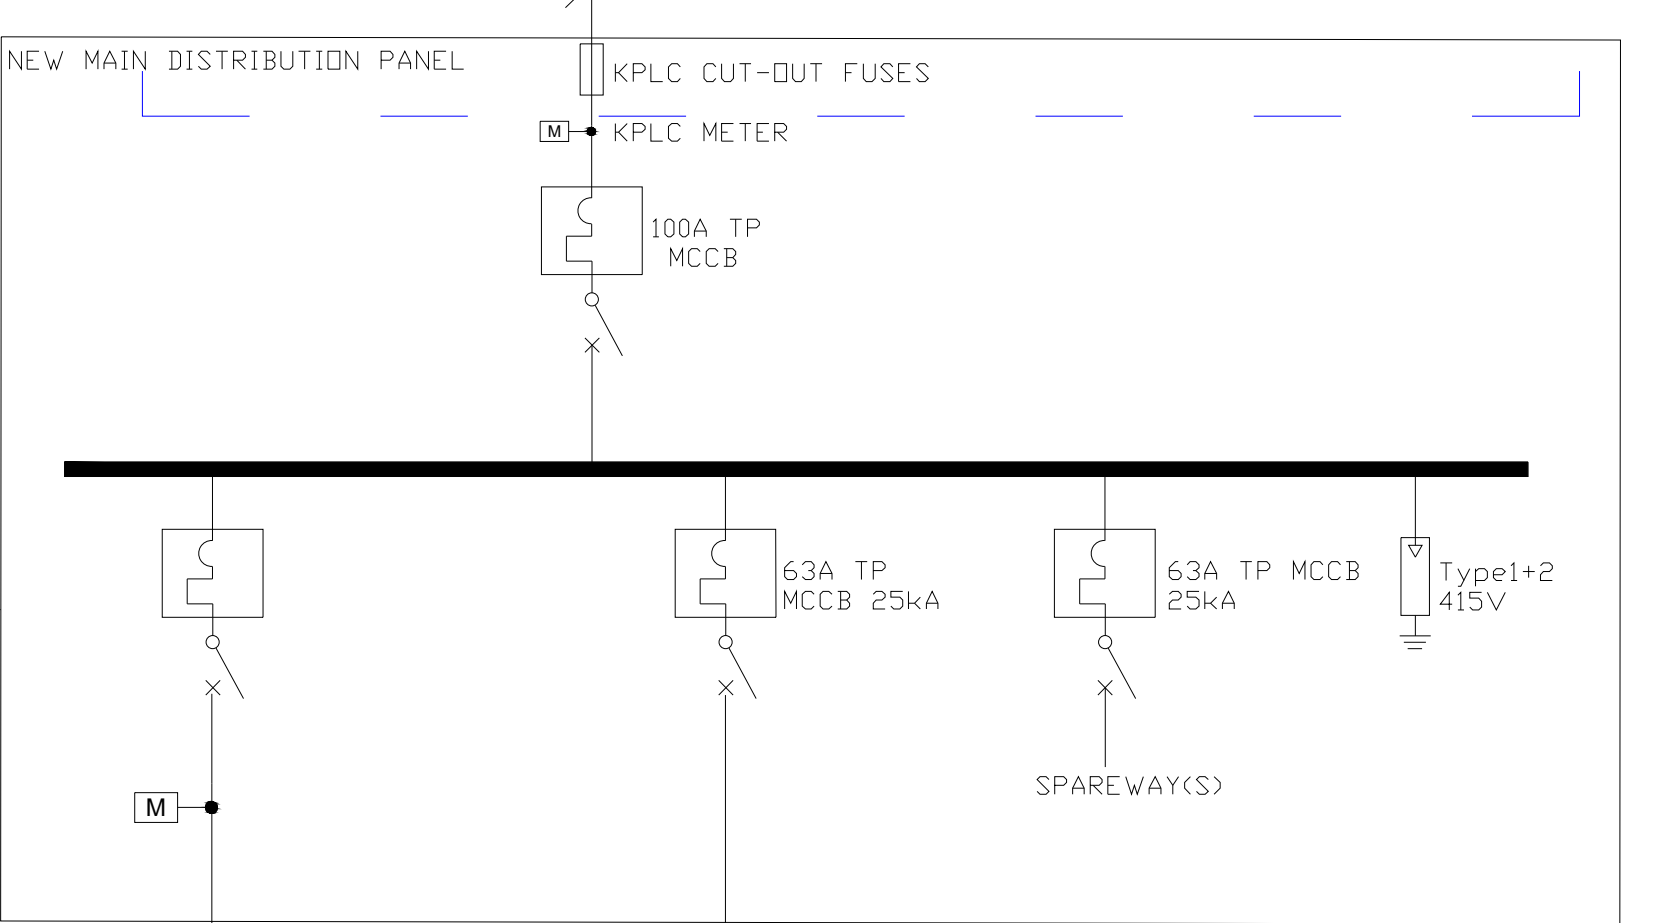 NEW MAIN DISTRIBUTION PANEL
KPLC CUT-OUT FUSES
M
KPLC METER
100A TP
MCCB
63A TP
MCCB 25kA
63A TP MCCB
25kA
Type1+2
415V
SPAREWAY(S)
M